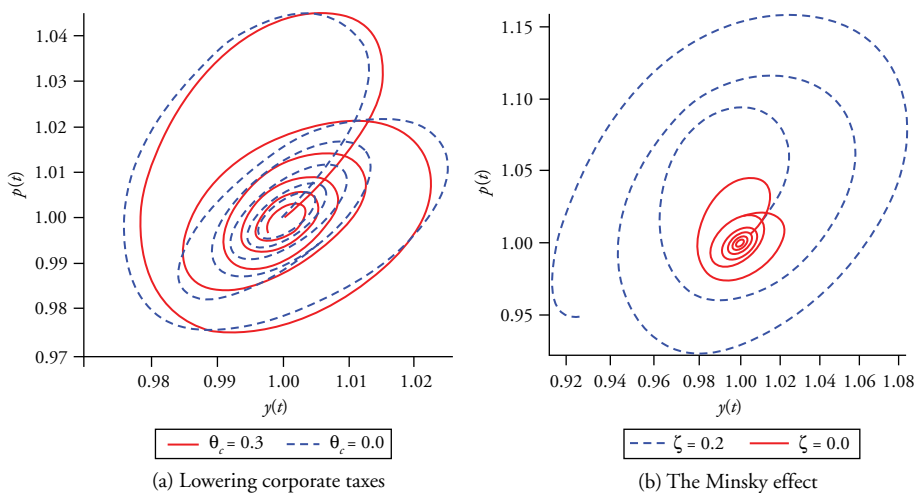 1.04
1.03
1.02
1.01
1.00
0.99
0.98
0.97
p(t)
0.98 0.99 1.00 1.01 1.02
y(t)
θc = 0.3 θc = 0.0
(a) Lowering corporate taxes
1.15
1.10
1.05
1.00
0.95
p(t)
0.92 0.94 0.96 0.98 1.00 1.02 1.04 1.06 1.08
y(t)
ζ = 0.2 ζ = 0.0
(b) The Minsky effect